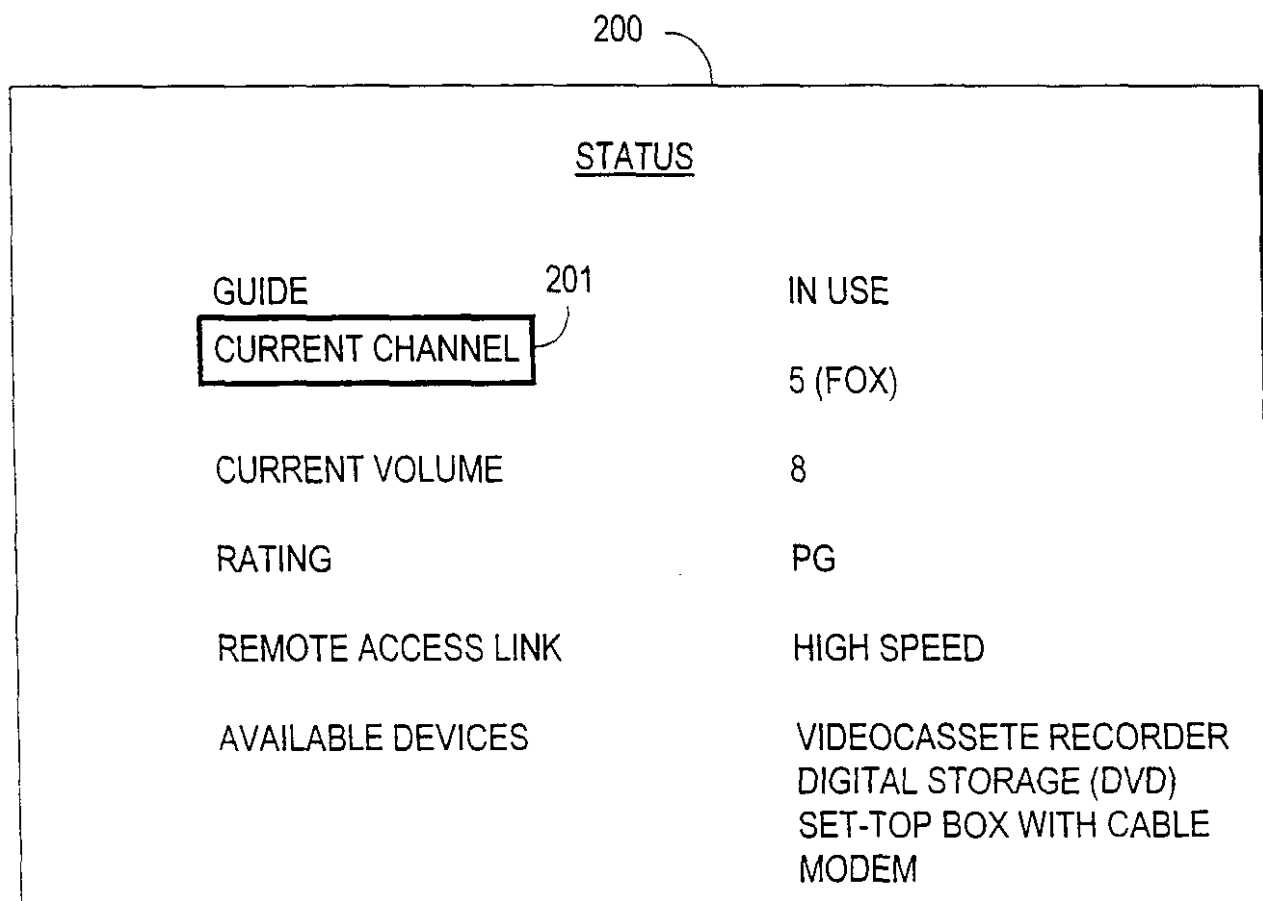 200
STATUS
GUIDE 201 IN USE
CURRENT CHANNEL
5 (FOX)
CURRENT VOLUME 8
RATING PG
REMOTE ACCESS LINK HIGH SPEED
AVAILABLE DEVICES VIDEOCASSETE RECORDER
DIGITAL STORAGE (DVD)
SET-TOP BOX WITH CABLE
MODEM